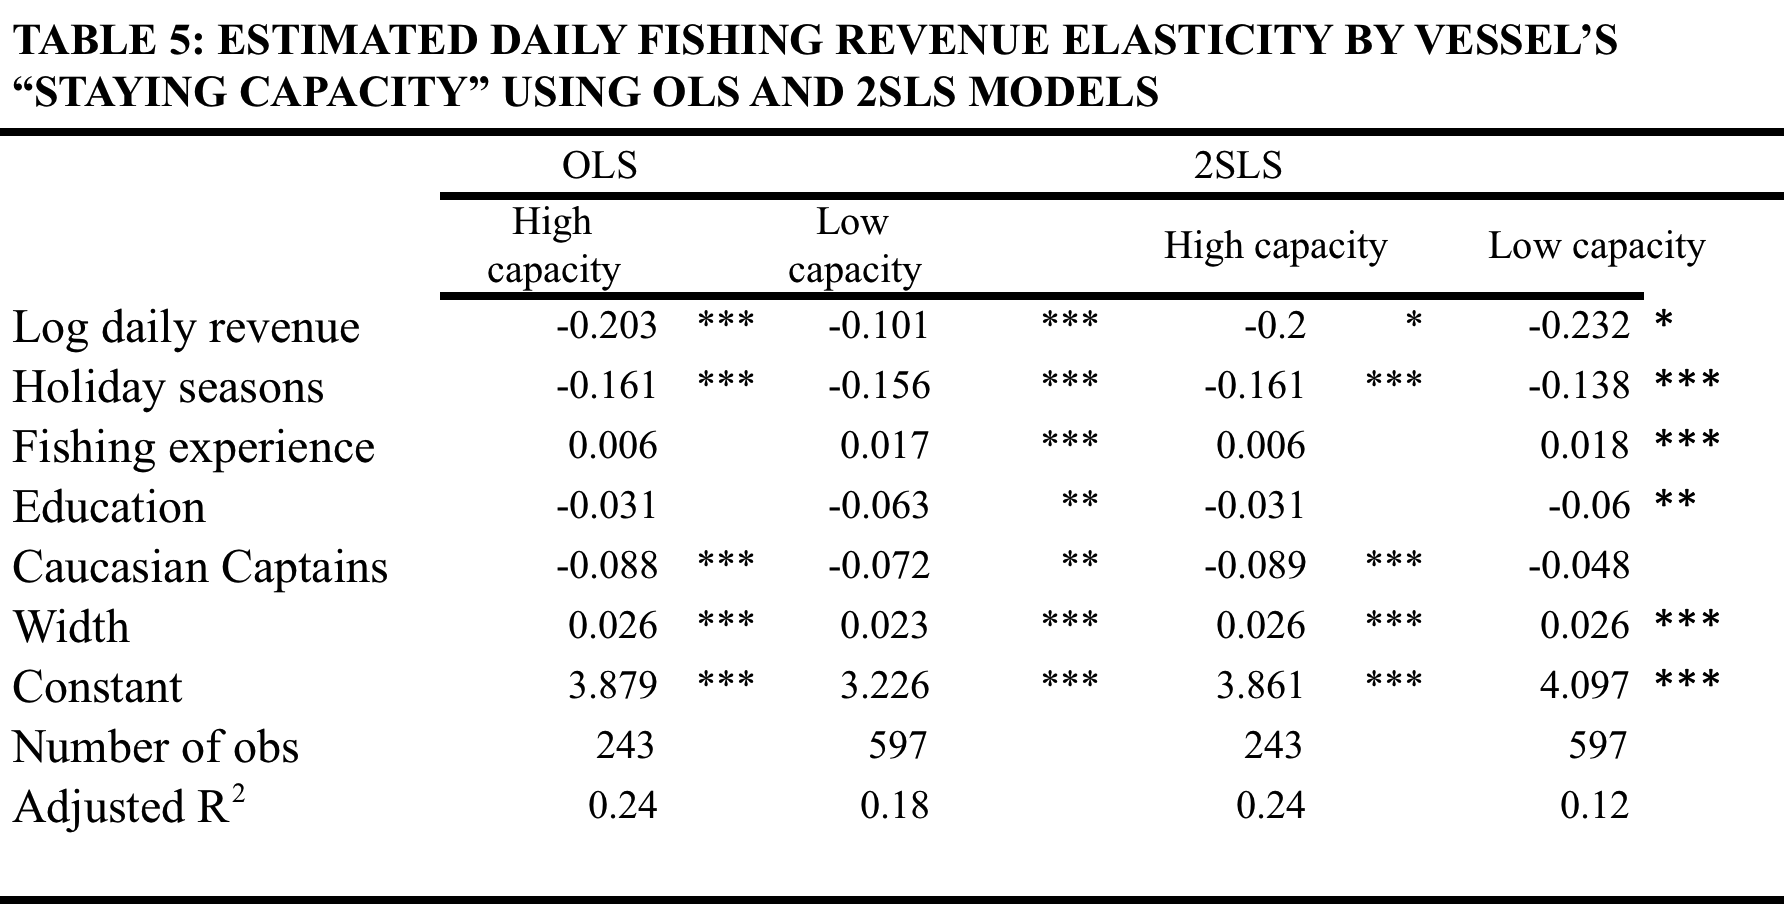 TABLE 5: ESTIMATED DAILY FISHING REVENUE ELASTICITY BY VESSEL’S
“STAYING CAPACITY” USING OLS AND 2SLS MODELS
OLS 2SLS
High capacity Low capacity High capacity Low capacity
Log daily revenue -0.203 *** -0.101 *** -0.2 * -0.232 *
Holiday seasons -0.161 *** -0.156 *** -0.161 *** -0.138 ***
Fishing experience 0.006 0.017 *** 0.006 0.018 ***
Education -0.031 -0.063 ** -0.031 -0.06 **
Caucasian Captains -0.088 *** -0.072 ** -0.089 *** -0.048
Width 0.026 *** 0.023 *** 0.026 *** 0.026 ***
Constant 3.879 *** 3.226 *** 3.861 *** 4.097 ***
Number of obs 243 597 243 597
Adjusted R² 0.24 0.18 0.24 0.12